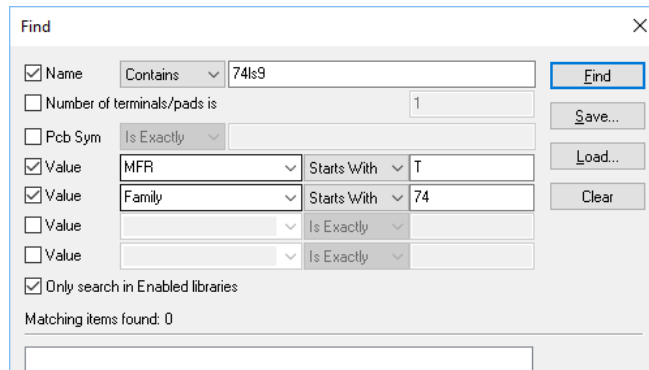 Find
Name Contains 74ls9 Find
Number of terminals/pads is 1
Save...
Pcb Sym Is Exactly
Value MFR Starts With T Load...
Value Family Starts With 74 Clear
Value Is Exactly
Value Is Exactly
Only search in Enabled libraries
Matching items found: 0